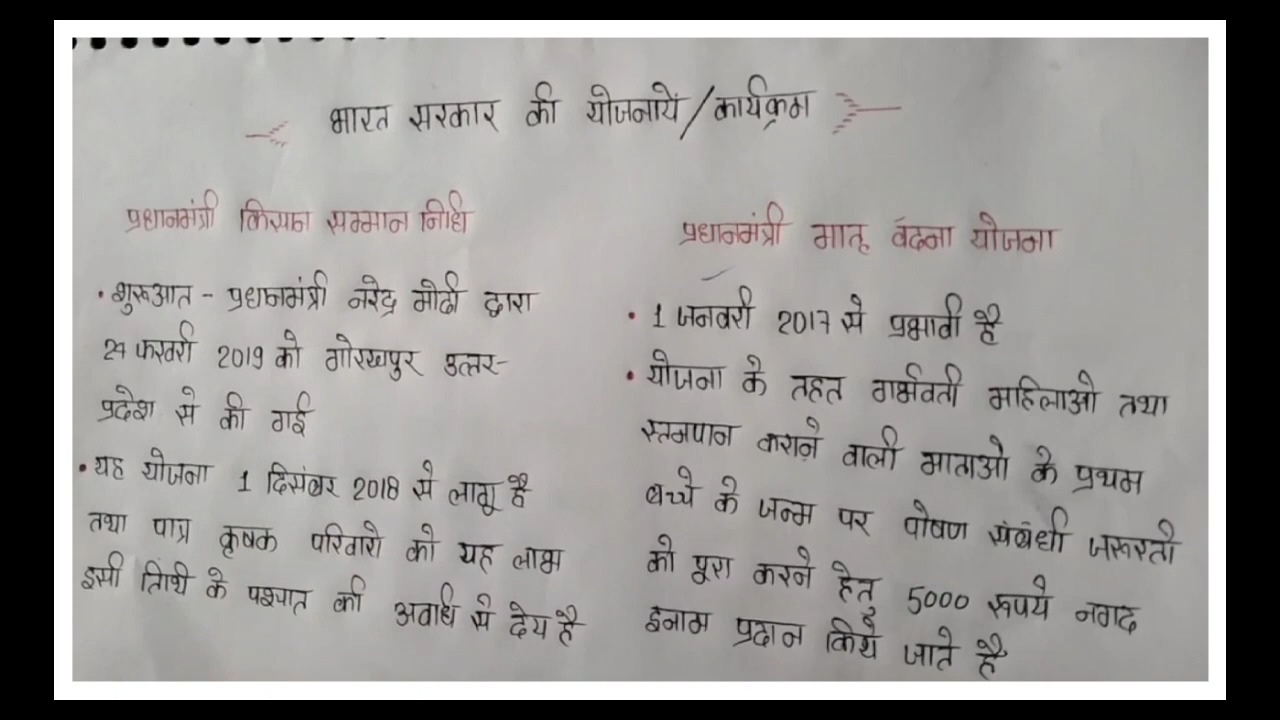 भारत सरकार की योजनायें/कार्यक्रम
प्रधानमंत्री किसान सम्मान निधि
• शुरूआत - प्रधानमंत्री नरेंद्र मोदी द्वारा
24 फरवरी 2019 को गोरखपुर उत्तर-
प्रदेश से की गई
• यह योजना 1 दिसंबर 2018 से लागू है
तथा पात्र कृषक परिवारो को यह लाभ
इसी तिथि के पश्चात की अवधि से देय है
प्रधानमंत्री मातृ वंदना योजना
• 1 जनवरी 2017 से प्रभावी है
• योजना के तहत गर्भवती महिलाओ तथा
स्तनपान कराने वाली माताओ के प्रथम
बच्चे के जन्म पर पोषण संबंधी जरूरतो
को पूरा करने हेतु 5000 रूपये नगद
इनाम प्रदान किये जाते है